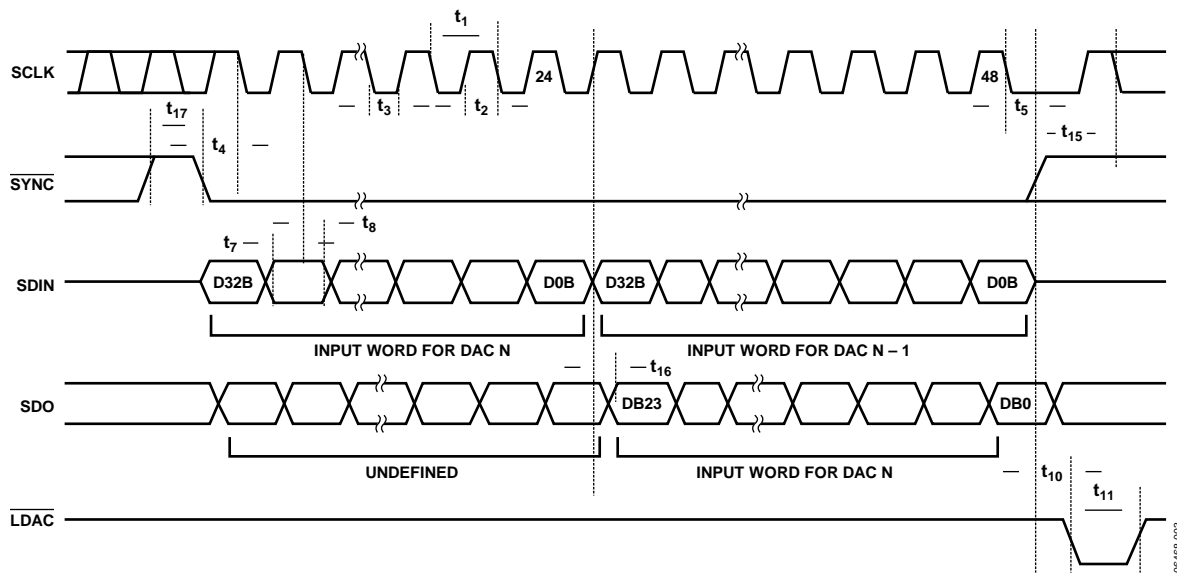 t1
SCLK
24
48
t3
t2
t5
t17
t4
t15
SYNC
t7
t8
SDIN
D32B
D0B
D32B
D0B
INPUT WORD FOR DAC N
INPUT WORD FOR DAC N – 1
t16
SDO
DB23
DB0
UNDEFINED
INPUT WORD FOR DAC N
t10
t11
LDAC